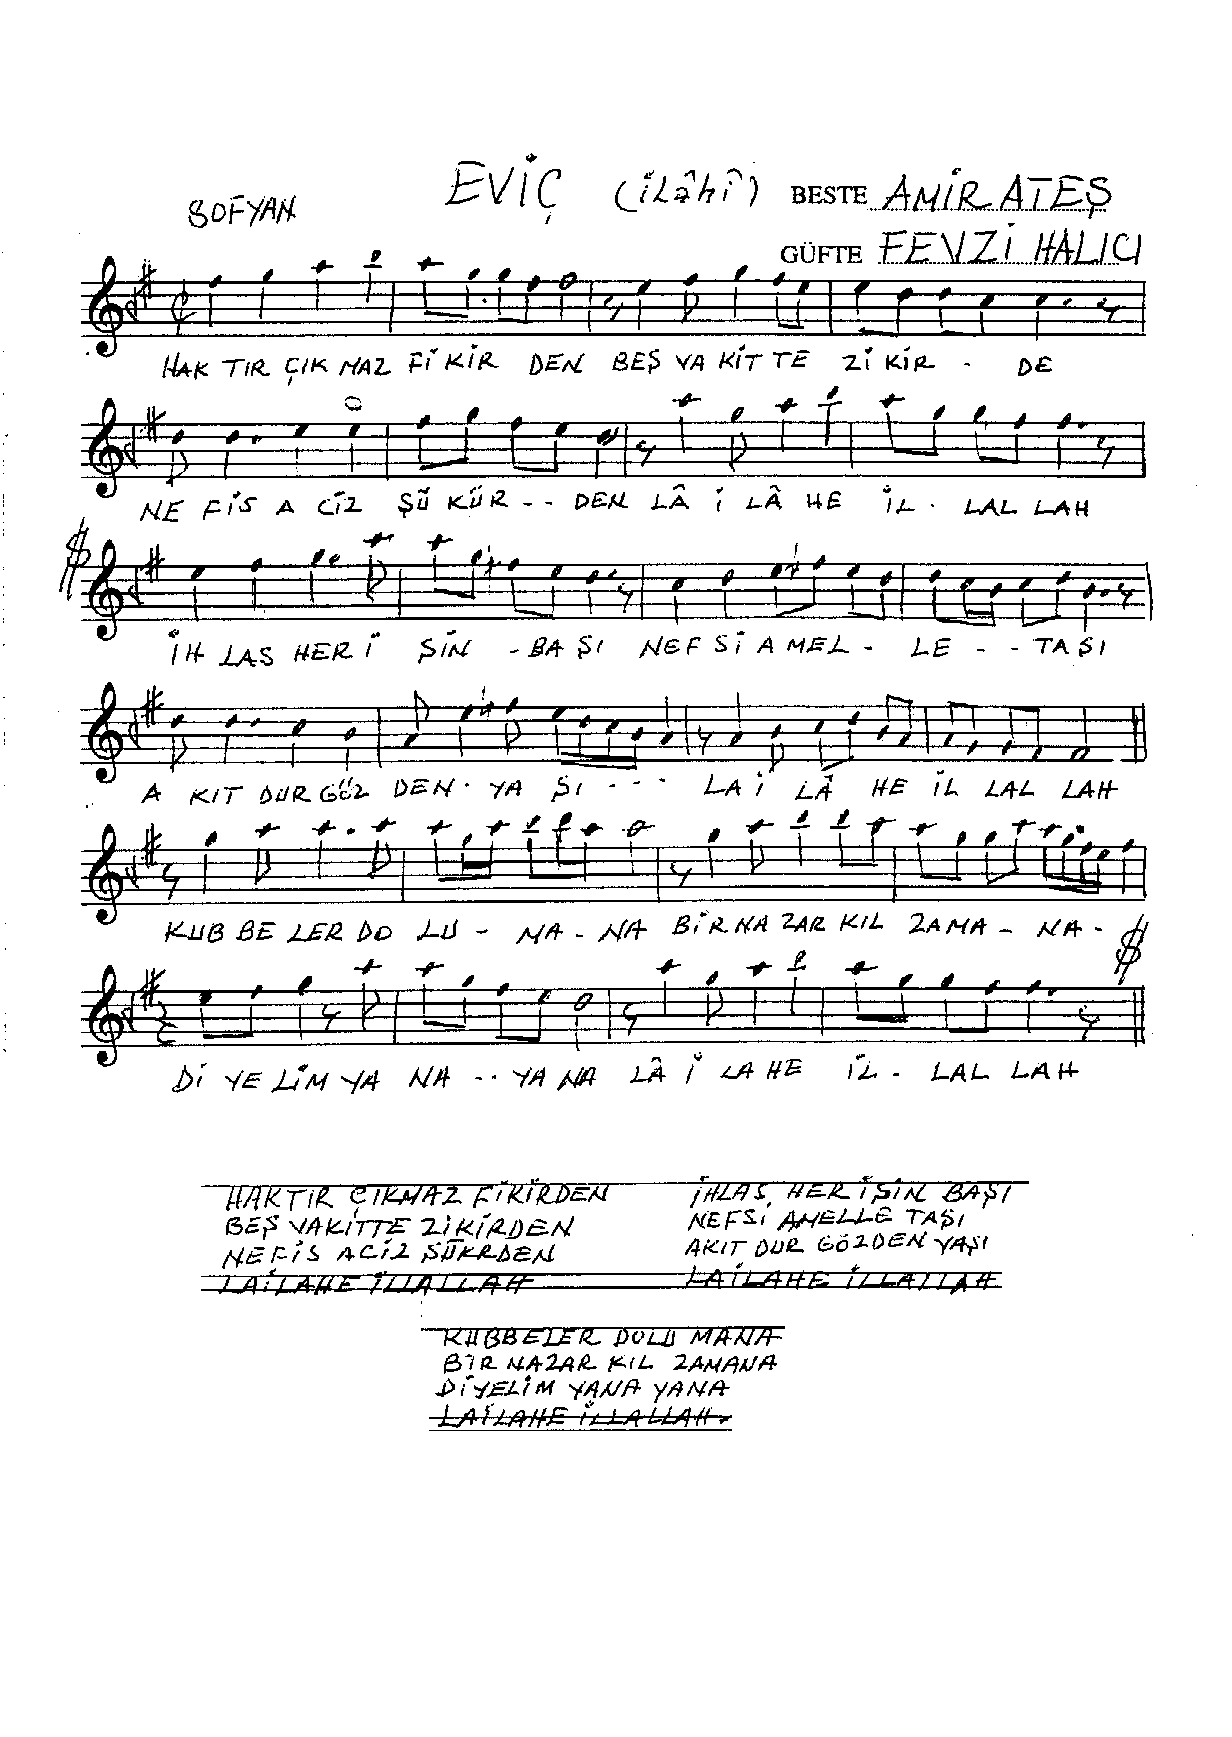 EVİÇ (İLÂHÎ) BESTE AMİR ATEŞ
SOFYAN
GÜFTE FEVZİ HALICI
HAK TIR ÇIK MAZ Fİ KİR DEN BEŞ VA KİT TE Zİ KİR - DE
NE FİS A CİZ ŞÜ KÜR - - DEN LÂ İ LÂ HE İL - LAL LAH
İH LAS HER İ ŞİN - BA ŞI NEF Sİ A MEL - LE - - TA ŞI
A KIT DUR GÖZ DEN - YA ŞI - - - LA İ LÂ HE İL LAL LAH
KUB BE LER DO LU - MA - NA BİR NA ZAR KIL ZA MA - NA -
Dİ YE LİM YA NA - - YA NA LÂ İ LA HE İL - LAL LAH
HAKTIR ÇIKMAZ FİKİRDEN
BEŞ VAKİTTE ZİKİRDEN
NEFİS ACİZ ŞÜKRDEN
LAİLAHE İLLALLAH
İHLAS HER İŞİN BAŞI
NEFSİ AMELLE TAŞI
AKIT DUR GÖZDEN YAŞI
LAİLAHE İLLALLAH
KUBBELER DOLU MANA
BİR NAZAR KIL ZAMANA
DİYELİM YANA YANA
LAİLAHE İLLALLAH